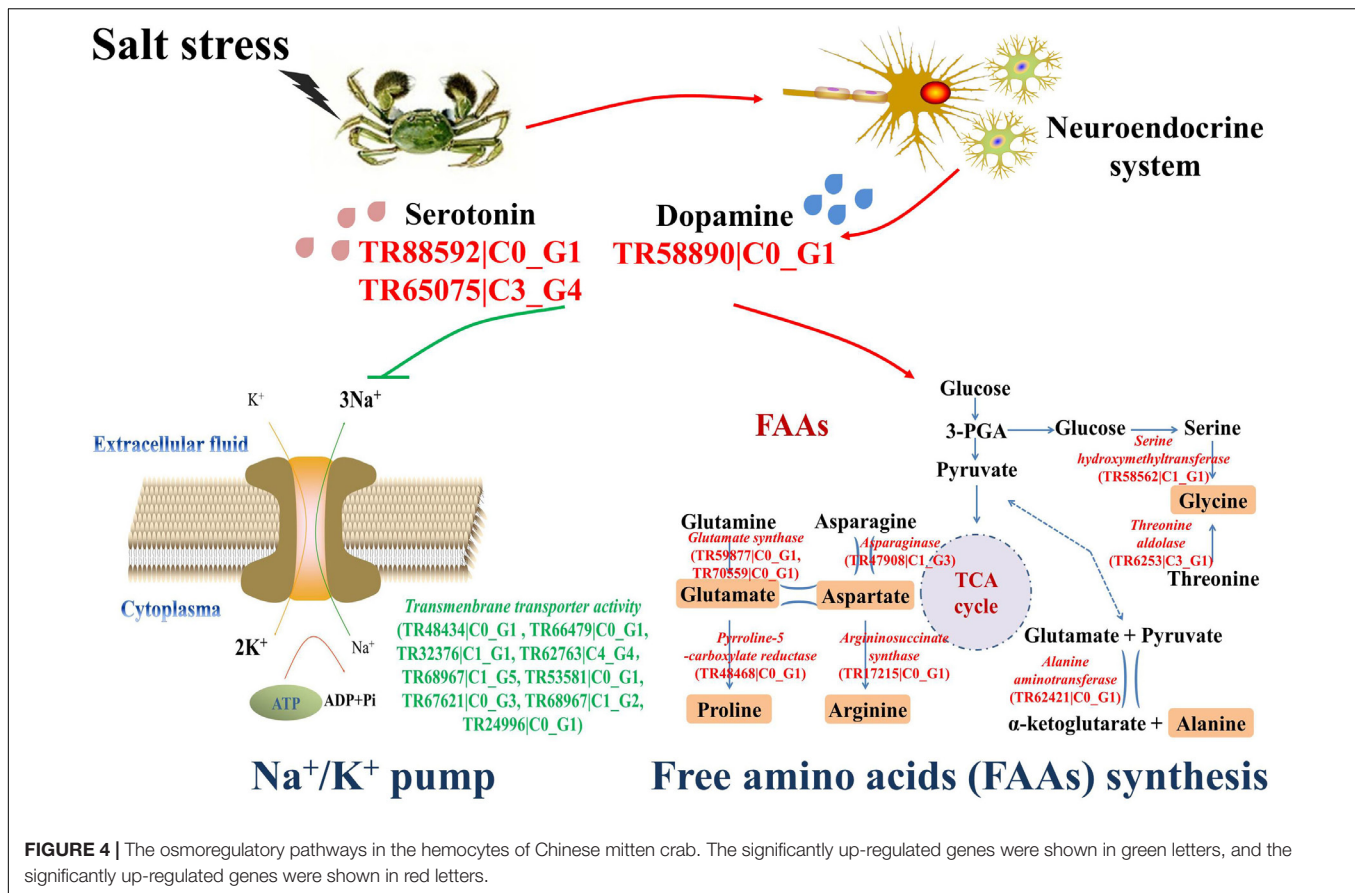 Salt stress
Neuroendocrine
system
Serotonin
TR88592|C0_G1
TR65075|C3_G4
Dopamine
TR58890|C0_G1
K⁺
3Na⁺
Extracellular fluid
Cytoplasma
2K⁺
Na⁺
ATP
ADP+Pi
Transmenbrane transporter activity
(TR48434|C0_G1 , TR66479|C0_G1,
TR32376|C1_G1, TR62763|C4_G4,
TR68967|C1_G5, TR53581|C0_G1,
TR67621|C0_G3, TR68967|C1_G2,
TR24996|C0_G1)
Na⁺/K⁺ pump
FAAs
Glucose
3-PGA
Glucose
Serine
Pyruvate
Serine
hydroxymethyltransferase
(TR58562|C1_G1)
Glycine
Threonine
aldolase
(TR6253|C3_G1)
Threonine
Glutamine
Glutamate synthase
(TR59877|C0_G1,
TR70559|C0_G1)
Glutamate
Asparagine
Asparaginase
(TR47908|C1_G3)
Aspartate
TCA
cycle
Pyrroline-5
-carboxylate reductase
(TR48468|C0_G1)
Proline
Argininosuccinate
synthase
(TR17215|C0_G1)
Arginine
Glutamate + Pyruvate
Alanine
aminotransferase
(TR62421|C0_G1)
α-ketoglutarate + Alanine
Free amino acids (FAAs) synthesis
FIGURE 4 | The osmoregulatory pathways in the hemocytes of Chinese mitten crab. The significantly up-regulated genes were shown in green letters, and the
significantly up-regulated genes were shown in red letters.